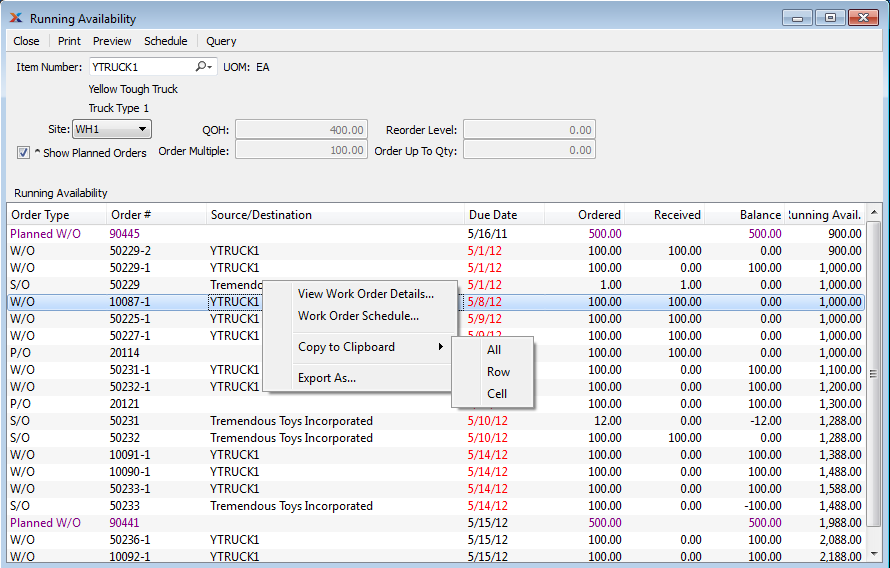 Running Availability
Close Print Preview Schedule Query
Item Number: YTRUCK1 UOM: EA
Yellow Tough Truck
Truck Type 1
Site: WH1 QOH: 400.00 Reorder Level: 0.00
^ Show Planned Orders Order Multiple: 100.00 Order Up To Qty: 0.00
Running Availability
Order Type Order # Source/Destination Due Date Ordered Received Balance Running Avail.
Planned W/O 90445 5/16/11 500.00 500.00 900.00
W/O 50229-2 YTRUCK1 5/1/12 100.00 100.00 0.00 900.00
W/O 50229-1 YTRUCK1 5/1/12 100.00 0.00 100.00 1,000.00
S/O 50229 Tremendo 5/1/12 1.00 1.00 0.00 1,000.00
W/O 10087-1 YTRUCK1 5/8/12 100.00 100.00 0.00 1,000.00
W/O 50225-1 YTRUCK1 5/9/12 100.00 100.00 0.00 1,000.00
W/O 50227-1 YTRUCK1 5/9/12 100.00 100.00 0.00 1,000.00
P/O 20114 100.00 100.00 0.00 1,000.00
W/O 50231-1 YTRUCK1 100.00 0.00 100.00 1,100.00
W/O 50232-1 YTRUCK1 100.00 0.00 100.00 1,200.00
P/O 20121 100.00 0.00 100.00 1,300.00
S/O 50231 Tremendous Toys Incorporated 5/10/12 12.00 0.00 -12.00 1,288.00
S/O 50232 Tremendous Toys Incorporated 5/10/12 100.00 100.00 0.00 1,288.00
W/O 10091-1 YTRUCK1 5/14/12 100.00 0.00 100.00 1,388.00
W/O 10090-1 YTRUCK1 5/14/12 100.00 0.00 100.00 1,488.00
W/O 50233-1 YTRUCK1 5/14/12 100.00 0.00 100.00 1,588.00
S/O 50233 Tremendous Toys Incorporated 5/14/12 100.00 0.00 -100.00 1,488.00
Planned W/O 90441 5/15/12 500.00 500.00 1,988.00
W/O 50236-1 YTRUCK1 5/15/12 100.00 0.00 100.00 2,088.00
W/O 10092-1 YTRUCK1 5/15/12 100.00 0.00 100.00 2,188.00
View Work Order Details...
Work Order Schedule...
Copy to Clipboard
Export As...
All
Row
Cell